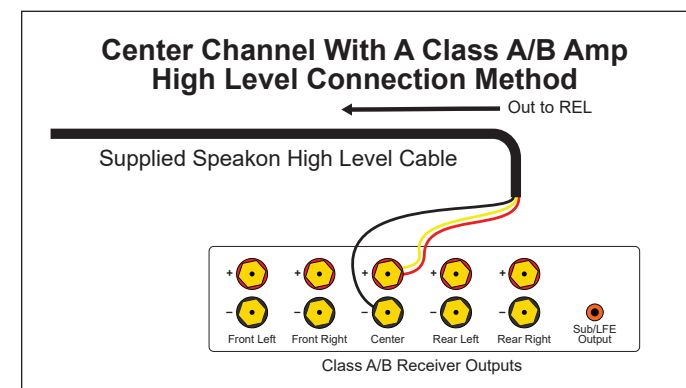 Center Channel With A Class A/B Amp
High Level Connection Method
Out to REL
Supplied Speakon High Level Cable
+ + + + +
– – – – –
Front Left Front Right Center Rear Left Rear Right Sub/LFE
Output
Class A/B Receiver Outputs